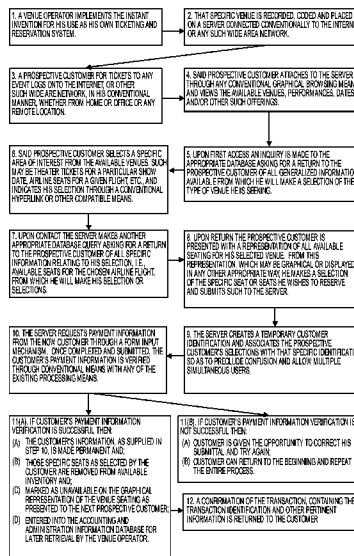 1. A VENUE OPERATOR IMPLEMENTS THE INSTANT
INVENTION FOR HIS USE AS HIS OWN TICKETING AND
RESERVATION SYSTEM.
2. THAT SPECIFIC VENUE IS RECORDED, CODED AND PLACED
ON A SERVER CONNECTED CONVENTIONALLY TO THE INTERN
OR ANY SUCH WIDE AREA NETWORK.
3. A PROSPECTIVE CUSTOMER FOR TICKETS TO ANY
EVENT LOGS ONTO THE INTERNET, OR OTHER
SUCH WIDE AREA NETWORK, IN HIS CONVENTIONAL
MANNER, WHETHER FROM HOME OR OFFICE OR ANY
REMOTE LOCATION.
4. SAID PROSPECTIVE CUSTOMER ATTACHES TO THE SERVER
THROUGH ANY CONVENTIONAL GRAPHICAL BROWSING MEAN
AND VIEWS THE AVAILABLE VENUES, PERFORMANCES, DATES
AND/OR OTHER SUCH OFFERINGS.
6. SAID PROSPECTIVE CUSTOMER SELECTS A SPECIFIC
AREA OF INTEREST FROM THE AVAILABLE VENUES. SUCH
MAY BE THEATER TICKETS FOR A PARTICULAR SHOW
DATE, AIRLINE SEATS FOR A GIVEN FLIGHT, ETC., AND
INDICATES HIS SELECTION THROUGH A CONVENTIONAL
HYPERLINK OR OTHER COMPATIBLE MEANS.
5. UPON FIRST ACCESS AN INQUIRY IS MADE TO THE
APPROPRIATE DATABASE ASKING FOR A RETURN TO THE
PROSPECTIVE CUSTOMER OF ALL GENERALIZED INFORMATIO
AVAILABLE FROM WHICH HE WILL MAKE A SELECTION OF THE
TYPE OF VENUE HE IS SEEKING.
7. UPON CONTACT THE SERVER MAKES ANOTHER
APPROPRIATE DATABASE QUERY ASKING FOR A RETURN
TO THE PROSPECTIVE CUSTOMER OF ALL SPECIFIC
INFORMATION RELATING TO HIS SELECTION, I.E.,
AVAILABLE SEATS FOR THE CHOSEN AIRLINE FLIGHT,
FROM WHICH HE WILL MAKE HIS SELECTION OR
SELECTIONS.
8. UPON RETURN THE PROSPECTIVE CUSTOMER IS
PRESENTED WITH A REPRESENTATION OF ALL AVAILABLE
SEATING FOR HIS SELECTED VENUE. FROM THIS
REPRESENTATION, WHICH MAY BE GRAPHICAL OR DISPLAYED
IN ANY OTHER APPROPRIATE WAY, HE MAKES A SELECTION
OF THE SPECIFIC SEAT OR SEATS HE WISHES TO RESERVE
AND SUBMITS SUCH TO THE SERVER.
10. THE SERVER REQUESTS PAYMENT INFORMATION
FROM THE NOW CUSTOMER THROUGH A FORM INPUT
MECHANISM. ONCE COMPLETED AND SUBMITTED, THE
CUSTOMER'S PAYMENT INFORMATION IS VERIFIED
THROUGH CONVENTIONAL MEANS WITH ANY OF THE
EXISTING PROCESSING MEANS.
9. THE SERVER CREATES A TEMPORARY CUSTOMER
IDENTIFICATION AND ASSOCIATES THE PROSPECTIVE
CUSTOMER'S SELECTIONS WITH THAT SPECIFIC IDENTIFICATI
SO AS TO PRECLUDE CONFUSION AND ALLOW MULTIPLE
SIMULTANEOUS USERS.
11(A). IF CUSTOMER'S PAYMENT INFORMATION
VERIFICATION IS SUCCESSFUL THEN:
(A) THE CUSTOMER'S INFORMATION, AS SUPPLIED IN
STEP 10, IS MADE PERMANENT AND;
(B) THOSE SPECIFIC SEATS AS SELECTED BY THE
CUSTOMER ARE REMOVED FROM AVAILABLE
INVENTORY AND;
(C) MARKED AS UNAVAILABLE ON THE GRAPHICAL
REPRESENTATION OF THE VENUE SEATING AS
PRESENTED TO THE NEXT PROSPECTIVE CUSTOMER;
(D) ENTERED INTO THE ACCOUNTING AND
ADMINISTRATION INFORMATION DATABASE FOR
LATER RETRIEVAL BY THE VENUE OPERATOR.
11(B). IF CUSTOMER'S PAYMENT INFORMATION VERIFICATION IS
NOT SUCCESSFUL THEN:
(A) CUSTOMER IS GIVEN THE OPPORTUNITY TO CORRECT HIS
SUBMITTAL AND TRY AGAIN;
(B) CUSTOMER CAN RETURN TO THE BEGINNING AND REPEAT
THE ENTIRE PROCESS.
12. A CONFIRMATION OF THE TRANSACTION, CONTAINING THE
TRANSACTION IDENTIFICATION AND OTHER PERTINENT
INFORMATION IS RETURNED TO THE CUSTOMER